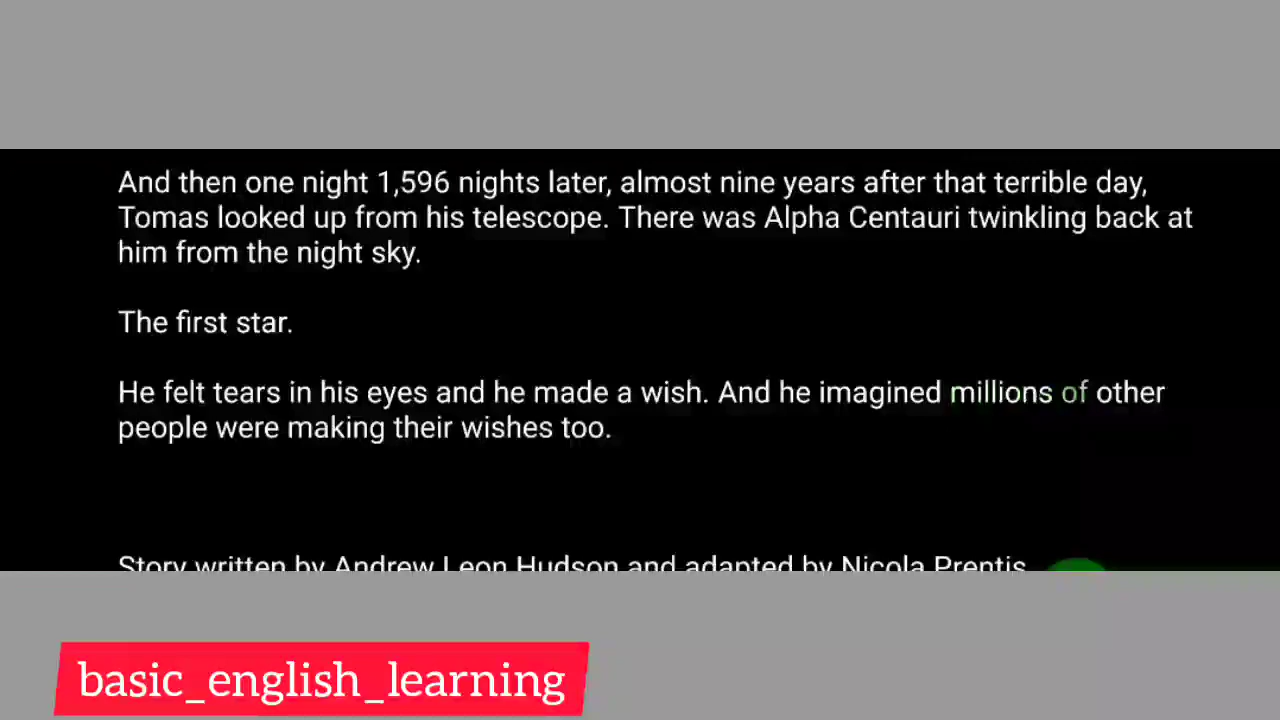 And then one night 1,596 nights later, almost nine years after that terrible day,
Tomas looked up from his telescope. There was Alpha Centauri twinkling back at
him from the night sky.
The first star.
He felt tears in his eyes and he made a wish. And he imagined millions of other
people were making their wishes too.
Story written by Andrew Leon Hudson and adapted by Nicola Prentis
basic_english_learning